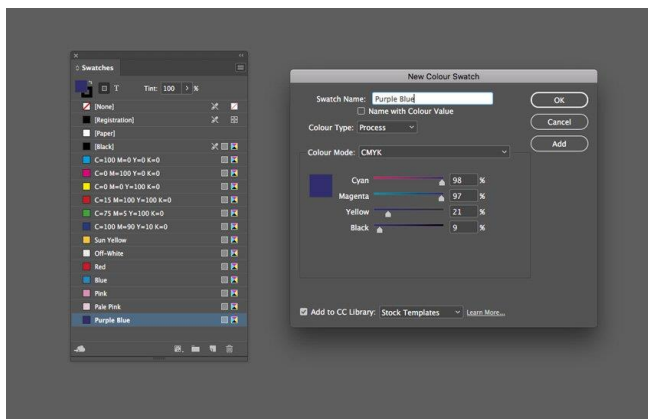 Swatches
T Tint: 100 > %
[None]
[Registration]
[Paper]
[Black]
C=100 M=0 Y=0 K=0
C=0 M=100 Y=0 K=0
C=0 M=0 Y=100 K=0
C=15 M=100 Y=100 K=0
C=75 M=5 Y=100 K=0
C=100 M=90 Y=10 K=0
Sun Yellow
Off-White
Red
Blue
Pink
Pale Pink
Purple Blue
New Colour Swatch
Swatch Name: Purple Blue
Name with Colour Value
Colour Type: Process
Colour Mode: CMYK
Cyan 98 %
Magenta 97 %
Yellow 21 %
Black 9 %
Add to CC Library: Stock Templates Learn More...
OK
Cancel
Add